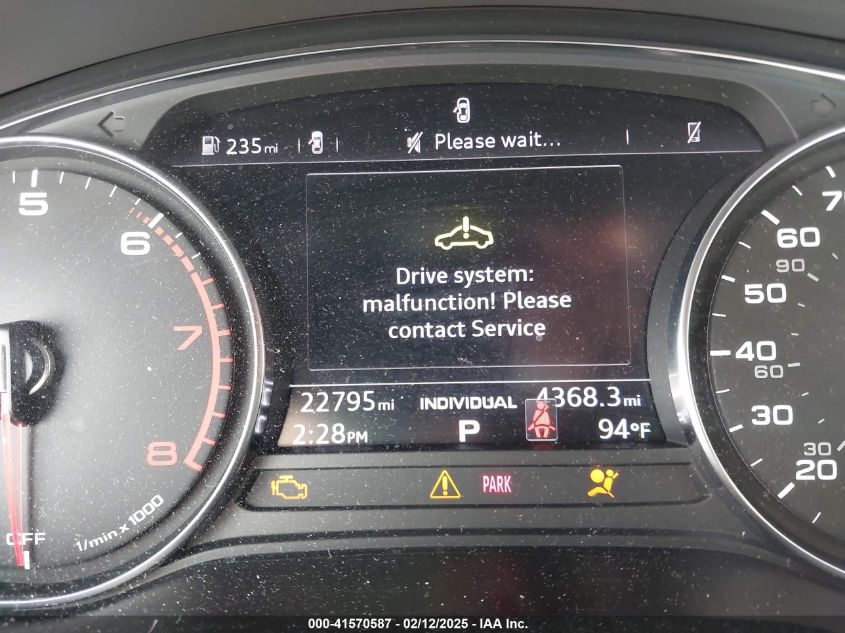 235mi
Please wait...
Drive system:
malfunction! Please
contact Service
22795mi INDIVIDUAL 4368.3mi
2:28PM P 94°F
PARK
5
6
7
8
OFF
1/min x 1000
70
60
90
50
40
60
30
30
20
000-41570587 - 02/12/2025 - IAA Inc.